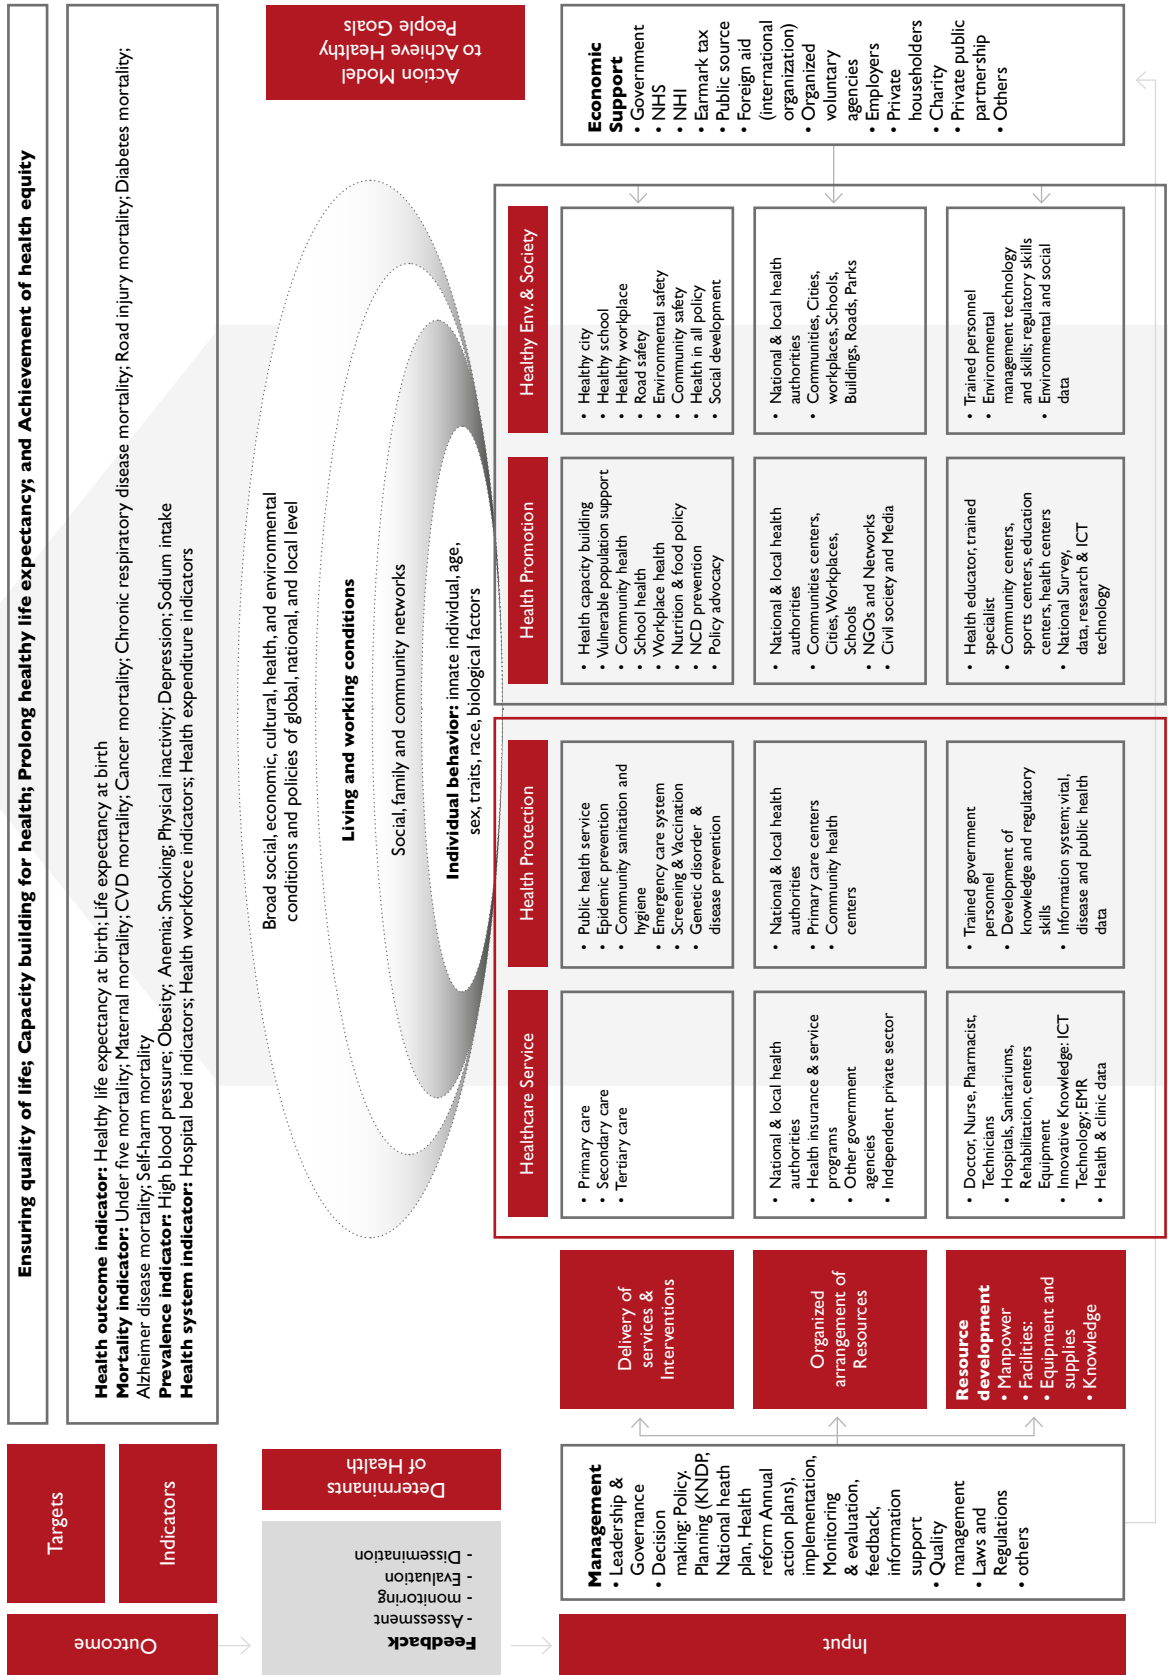 Outcome
Targets
Ensuring quality of life; Capacity building for health; Prolong healthy life expectancy; and Achievement of health equity
Indicators
Health outcome indicator: Healthy life expectancy at birth; Life expectancy at birth
Mortality indicator: Under five mortality; Maternal mortality; CVD mortality; Cancer mortality; Chronic respiratory disease mortality; Road injury mortality; Diabetes mortality;
Alzheimer disease mortality; Self-harm mortality
Prevalence indicator: High blood pressure; Obesity; Anemia; Smoking; Physical inactivity; Depression; Sodium intake
Health system indicator: Hospital bed indicators; Health workforce indicators; Health expenditure indicators
Feedback
- Assessment
- monitoring
- Evaluation
- Dissemination
Determinants
of Health
Broad social, economic, cultural, health, and environmental
conditions and policies of global, national, and local level
Living and working conditions
Social, family and community networks
Individual behavior: innate individual, age,
sex, traits, race, biological factors
Action Model
to Achieve Healthy
People Goals
Input
Management
• Leadership &
Governance
• Decision
making: Policy,
Planning (KNDP,
National heath
plan, Health
reform Annual
action plans),
implementation,
Monitoring
& evaluation,
feedback,
information
support
• Quality
management
• Laws and
Regulations
• others
Healthcare Service
Health Protection
Health Promotion
Healthy Env. & Society
Delivery of
services &
Interventions
• Primary care
• Secondary care
• Tertiary care
• Public health service
• Epidemic prevention
• Community sanitation and
hygiene
• Emergency care system
• Screening & Vaccination
• Genetic disorder &
disease prevention
• Health capacity building
• Vulnerable population support
• Community health
• School health
• Workplace health
• Nutrition & food policy
• NCD prevention
• Policy advocacy
• Healthy city
• Healthy school
• Healthy workplace
• Road safety
• Environmental safety
• Community safety
• Health in all policy
• Social development
Organized
arrangement of
Resources
• National & local health
authorities
• Health insurance & service
programs
• Other government
agencies
• Independent private sector
• National & local health
authorities
• Primary care centers
• Community health
centers
• National & local health
authorities
• Communities centers,
Cities, Workplaces,
Schools
• NGOs and Networks
• Civil society and Media
• National & local health
authorities
• Communities, Cities,
workplaces, Schools,
Buildings, Roads, Parks
Resource
development
• Manpower
• Facilities:
• Equipment and
supplies
• Knowledge
• Doctor, Nurse, Pharmacist,
Technicians
• Hospitals, Sanitariums,
Rehabilitation, centers
Equipment
• Innovative Knowledge: ICT
Technology; EMR
• Health & clinic data
• Trained government
personnel
• Development of
knowledge and regulatory
skills
• Information system; vital,
disease and public health
data
• Health educator, trained
specialist
• Community centers,
sports centers, education
centers, health centers
• National Survey,
data, research & ICT
technology
• Trained personnel
• Environmental
management technology
and skills; regulatory skills
• Environmental and social
data
Economic
Support
• Government
• NHS
• NHI
• Earmark tax
• Public source
• Foreign aid
(international
organization)
• Organized
voluntary
agencies
• Employers
• Private
householders
• Charity
• Private public
partnership
• Others